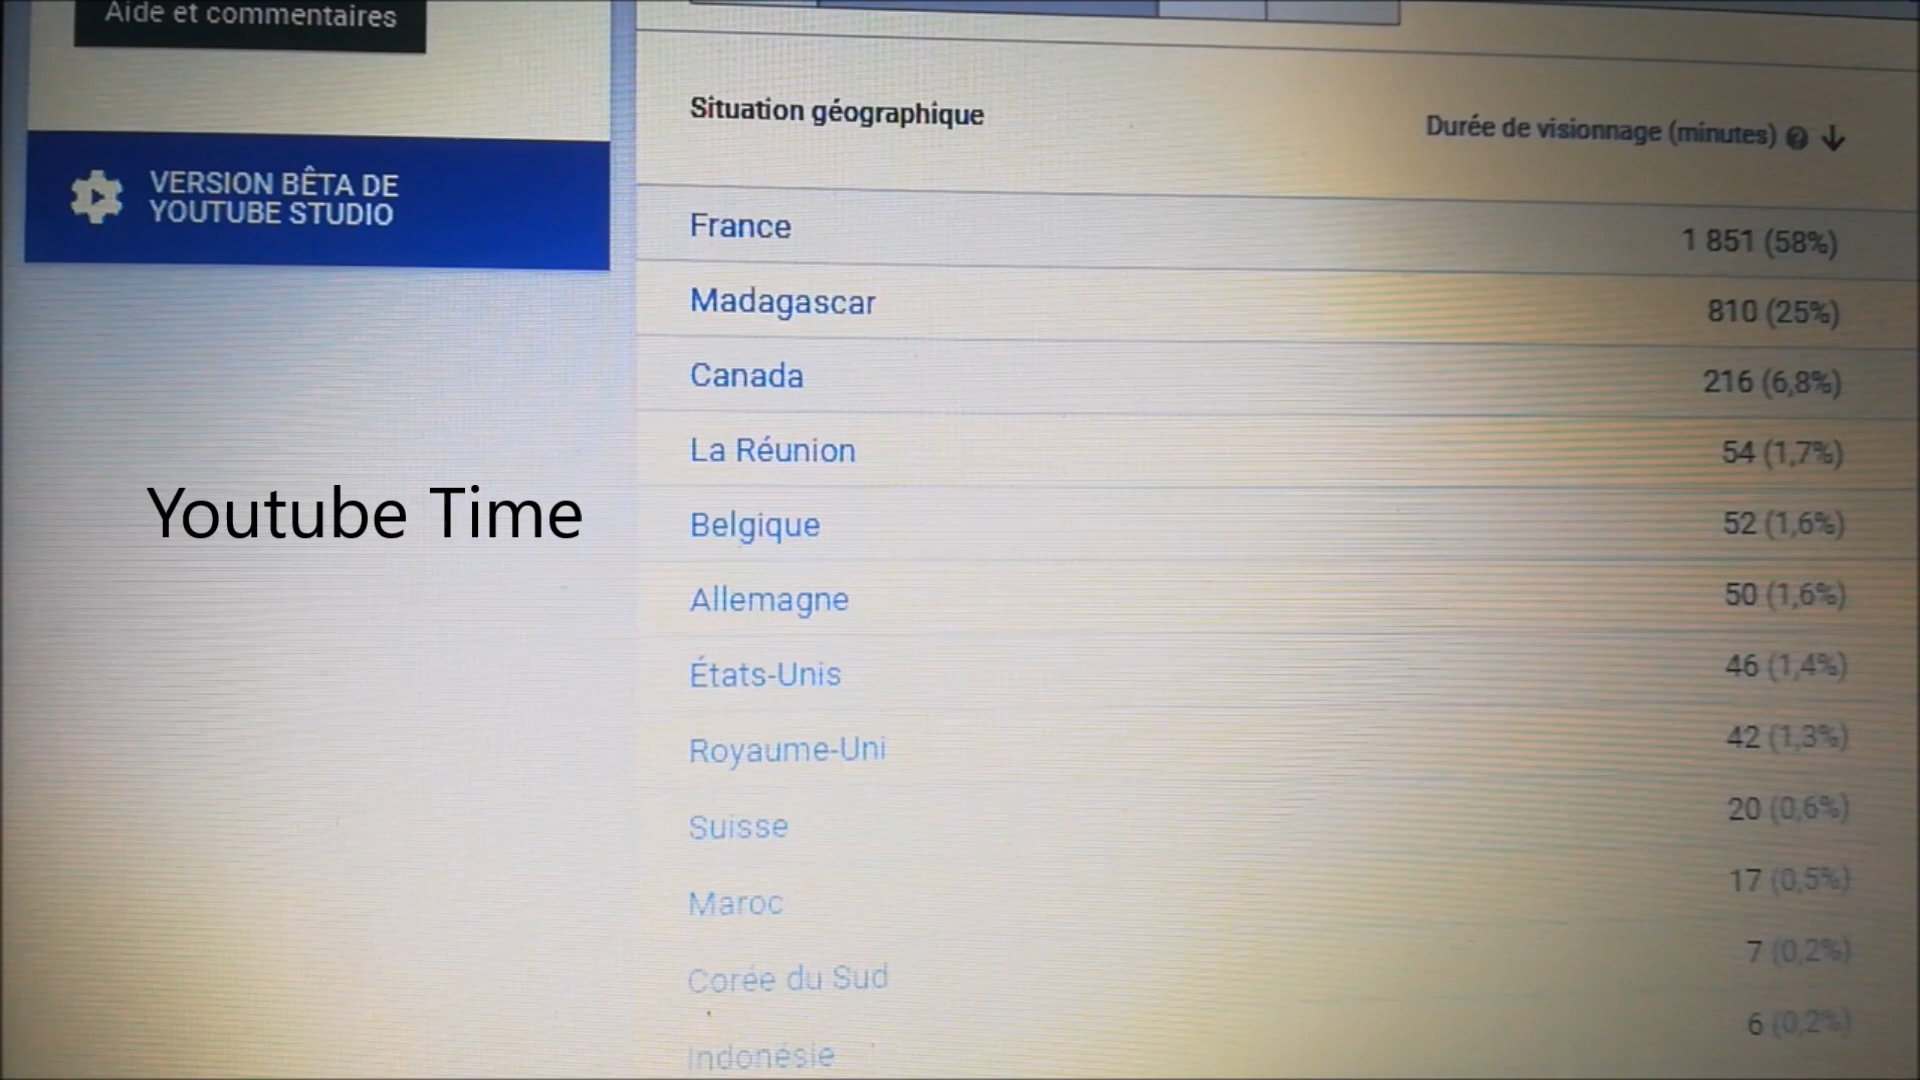 Aide et commentaires
VERSION BÊTA DE
YOUTUBE STUDIO
Youtube Time
Situation géographique Durée de visionnage (minutes)
France 1 851 (58%)
Madagascar 810 (25%)
Canada 216 (6,8%)
La Réunion 54 (1,7%)
Belgique 52 (1,6%)
Allemagne 50 (1,6%)
États-Unis 46 (1,4%)
Royaume-Uni 42 (1,3%)
Suisse 20 (0,6%)
Maroc 17 (0,5%)
Corée du Sud 7 (0,2%)
Indonésie 6 (0,2%)